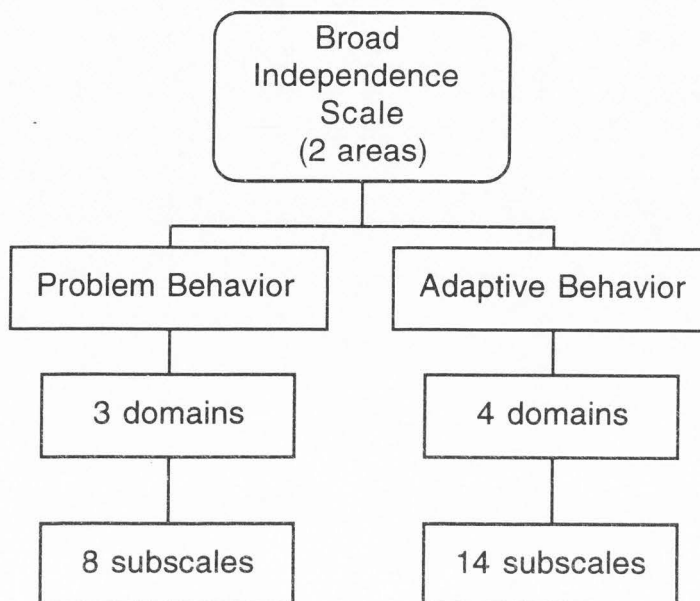 Broad
Independence
Scale
(2 areas)
Problem Behavior
Adaptive Behavior
3 domains
4 domains
8 subscales
14 subscales